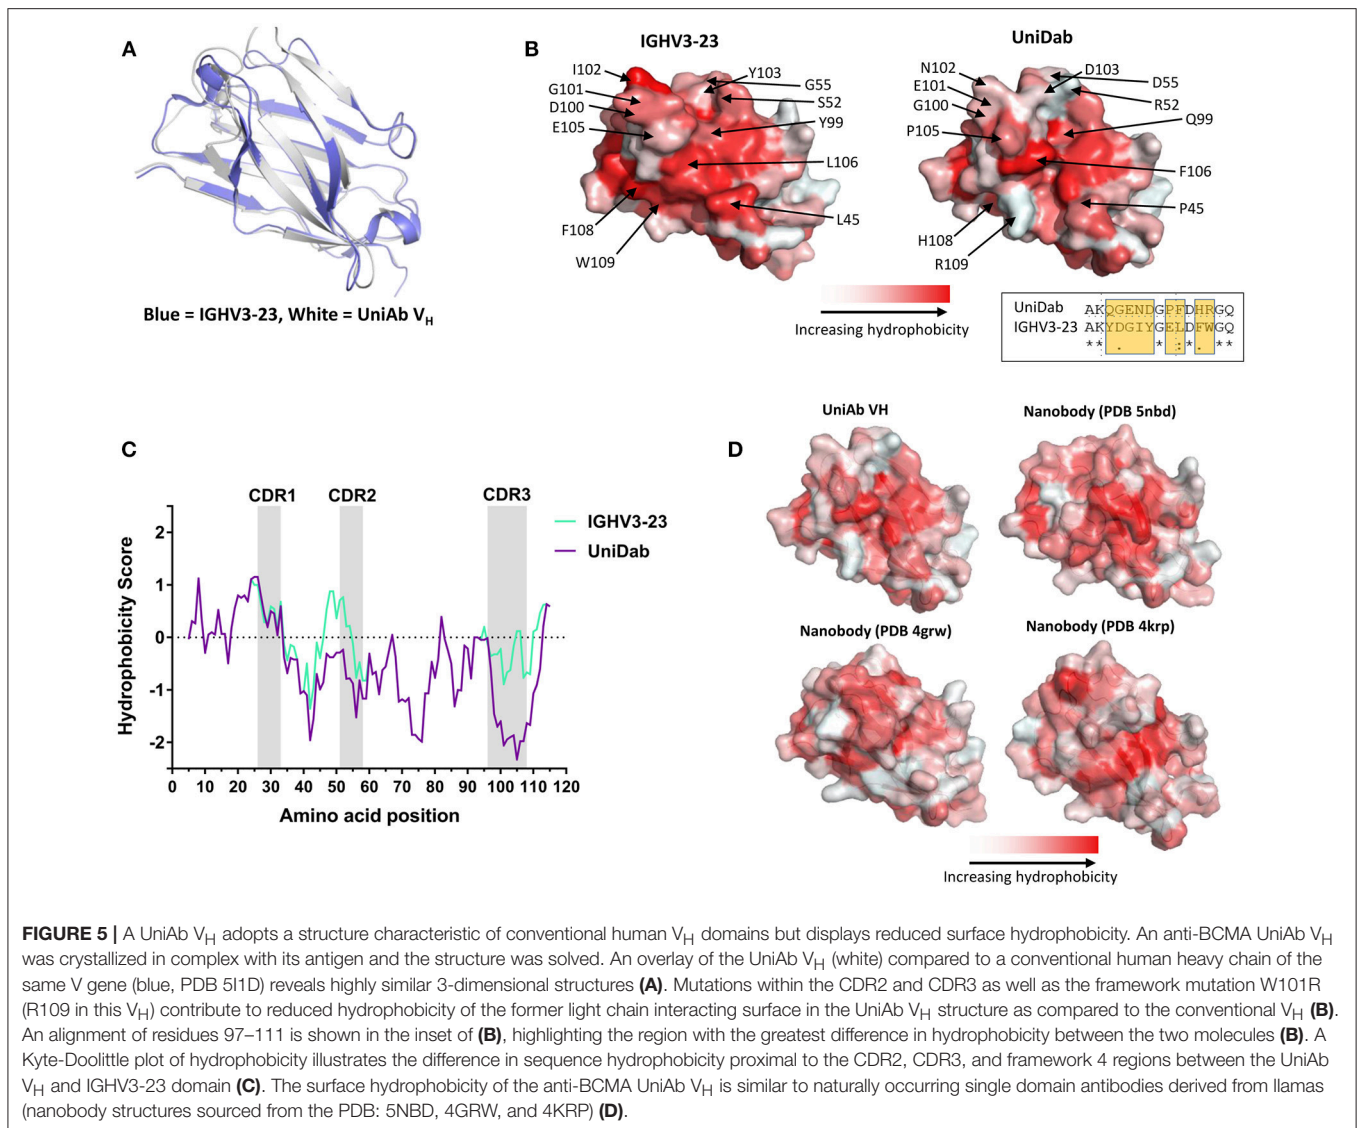 A
Blue = IGHV3-23, White = UniAb VH
B
IGHV3-23
I102
G101
D100
E105
F108
W109
Y103
G55
S52
Y99
L106
L45
UniDab
N102
E101
G100
P105
H108
R109
D103
D55
R52
Q99
F106
P45
Increasing hydrophobicity
UniDab AKQGENDGPFDHRGQ
IGHV3-23 AKYDGIYGELDFWGQ
** . * :*. **
C
CDR1 CDR2 CDR3
IGHV3-23
UniDab
Hydrophobicity Score
2
1
0
-1
-2
0 10 20 30 40 50 60 70 80 90 100 110 120
Amino acid position
D
UniAb VH
Nanobody (PDB 5nbd)
Nanobody (PDB 4grw)
Nanobody (PDB 4krp)
Increasing hydrophobicity
FIGURE 5 | A UniAb VH adopts a structure characteristic of conventional human VH domains but displays reduced surface hydrophobicity. An anti-BCMA UniAb VH
was crystallized in complex with its antigen and the structure was solved. An overlay of the UniAb VH (white) compared to a conventional human heavy chain of the
same V gene (blue, PDB 5I1D) reveals highly similar 3-dimensional structures (A). Mutations within the CDR2 and CDR3 as well as the framework mutation W101R
(R109 in this VH) contribute to reduced hydrophobicity of the former light chain interacting surface in the UniAb VH structure as compared to the conventional VH (B).
An alignment of residues 97–111 is shown in the inset of (B), highlighting the region with the greatest difference in hydrophobicity between the two molecules (B). A
Kyte-Doolittle plot of hydrophobicity illustrates the difference in sequence hydrophobicity proximal to the CDR2, CDR3, and framework 4 regions between the UniAb
VH and IGHV3-23 domain (C). The surface hydrophobicity of the anti-BCMA UniAb VH is similar to naturally occurring single domain antibodies derived from llamas
(nanobody structures sourced from the PDB: 5NBD, 4GRW, and 4KRP) (D).